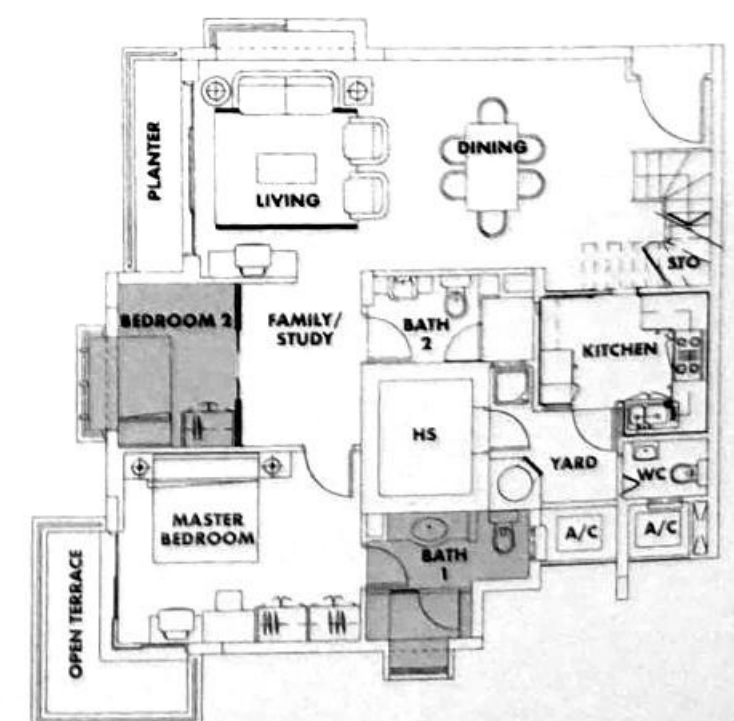 PLANTER
LIVING
DINING
STO
BEDROOM 2
FAMILY/
STUDY
BATH
2
KITCHEN
HS
YARD
WC
MASTER
BEDROOM
BATH
1
A/C
A/C
OPEN TERRACE